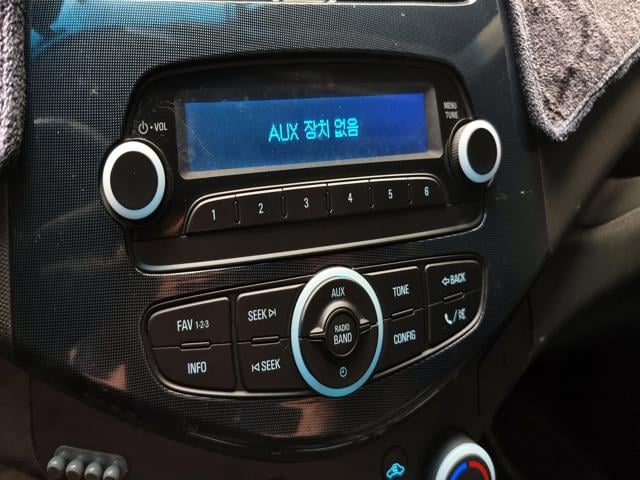 AUX 장치 없음
VOL
MENU
TUNE
1 2 3 4 5 6
FAV 1-2-3
INFO
SEEK
SEEK
AUX
RADIO
BAND
TONE
CONFIG
BACK